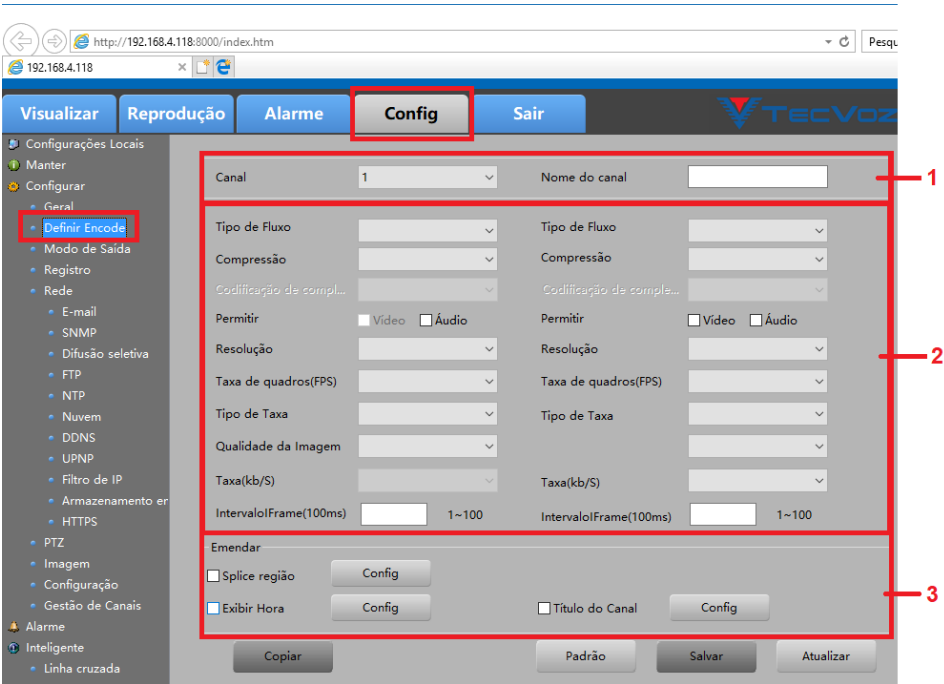 http://192.168.4.118:8000/index.htm
Pesqu
192.168.4.118
Visualizar Reprodução Alarme Config Sair TECVOZ
Configurações Locais
Manter
Configurar
Geral
Definir Encode
Modo de Saída
Registro
Rede
E-mail
SNMP
Difusão seletiva
FTP
NTP
Nuvem
DDNS
UPNP
Filtro de IP
Armazenamento er
HTTPS
PTZ
Imagem
Configuração
Gestão de Canais
Alarme
Inteligente
Linha cruzada
Canal 1 Nome do canal 1
Tipo de Fluxo Tipo de Fluxo
Compressão Compressão
Codificação de compl... Codificação de comple...
Permitir Vídeo Áudio Permitir Vídeo Áudio
Resolução Resolução 2
Taxa de quadros(FPS) Taxa de quadros(FPS)
Tipo de Taxa Tipo de Taxa
Qualidade da Imagem
Taxa(kb/S) Taxa(kb/S)
IntervaloIFrame(100ms) 1~100 IntervaloIFrame(100ms) 1~100
Emendar
Splice região Config
Exibir Hora Config Título do Canal Config 3
Copiar Padrão Salvar Atualizar